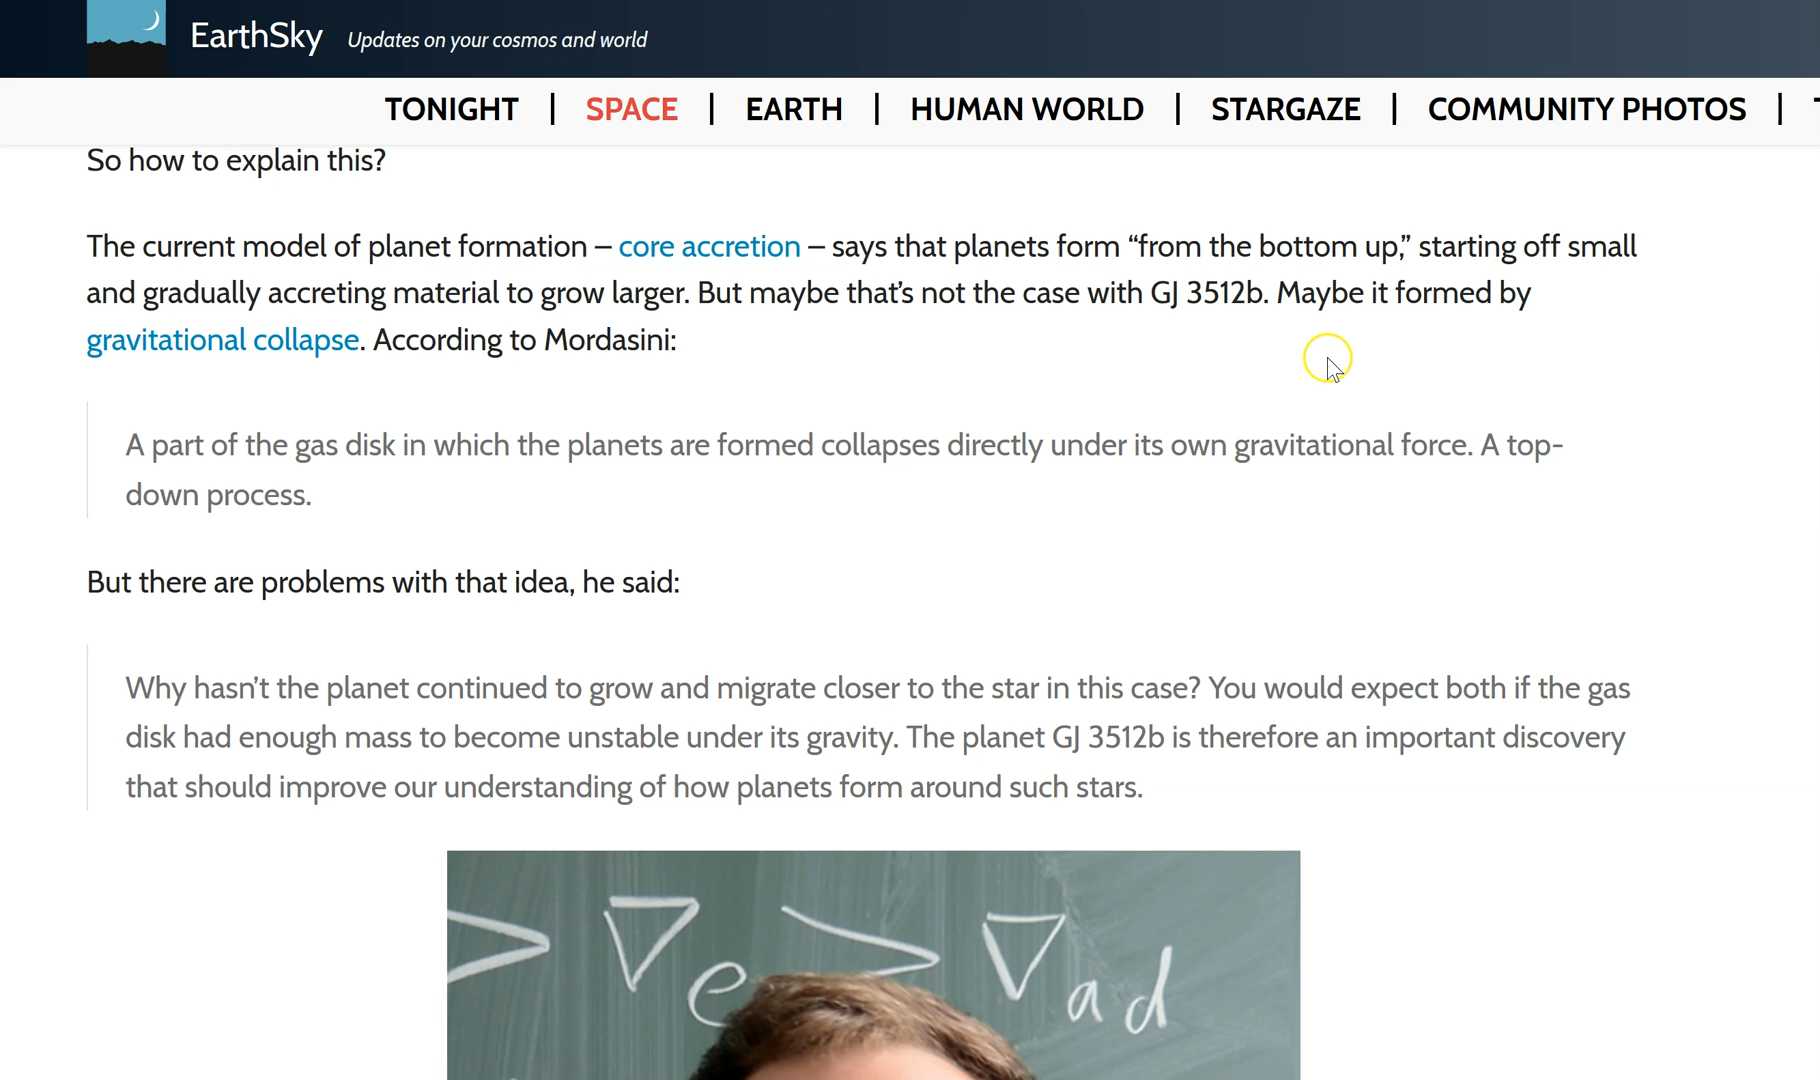 EarthSky Updates on your cosmos and world
TONIGHT | SPACE | EARTH | HUMAN WORLD | STARGAZE | COMMUNITY PHOTOS |
So how to explain this?
The current model of planet formation – core accretion – says that planets form “from the bottom up,” starting off small
and gradually accreting material to grow larger. But maybe that’s not the case with GJ 3512b. Maybe it formed by
gravitational collapse. According to Mordasini:
A part of the gas disk in which the planets are formed collapses directly under its own gravitational force. A top-
down process.
But there are problems with that idea, he said:
Why hasn’t the planet continued to grow and migrate closer to the star in this case? You would expect both if the gas
disk had enough mass to become unstable under its gravity. The planet GJ 3512b is therefore an important discovery
that should improve our understanding of how planets form around such stars.
> ∇e > ∇ad